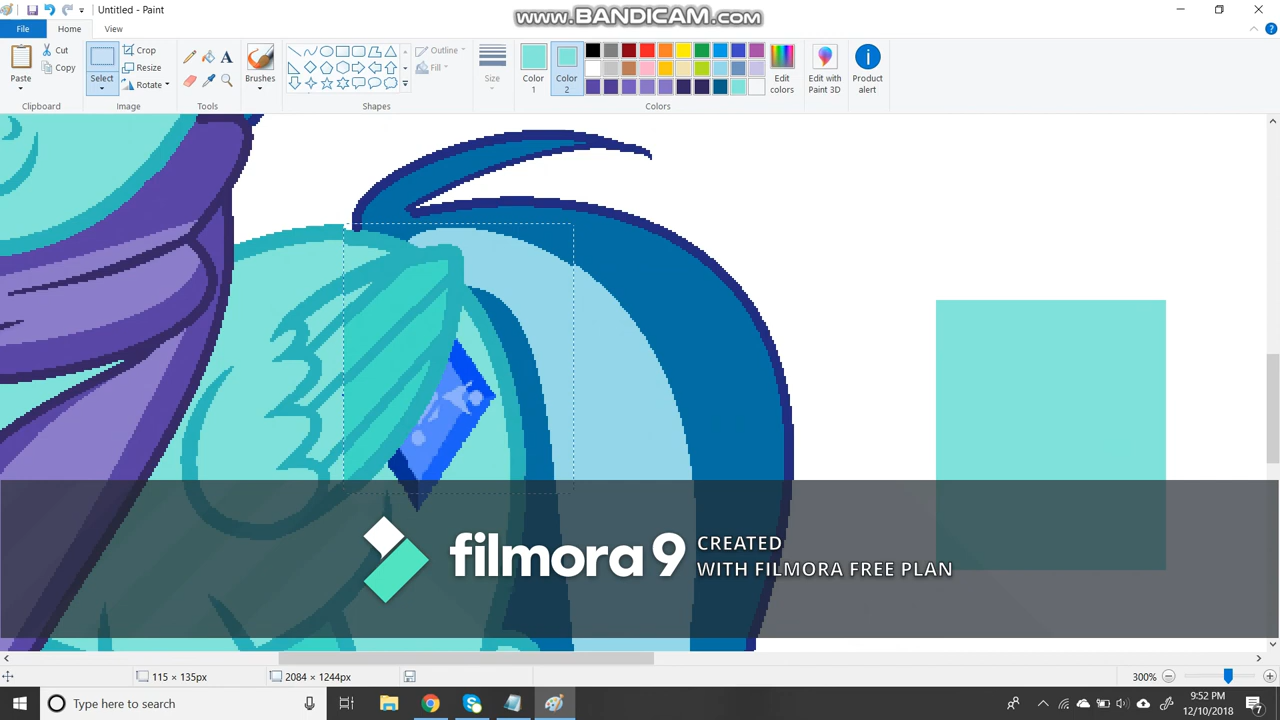 Untitled - Paint
www.BANDICAM.com
File
Home
View
Paste
Cut
Copy
Clipboard
Select
Crop
Resize
Rotate
Image
A
Tools
Brushes
Outline
Fill
Shapes
Size
Color 1
Color 2
Edit colors
Colors
Edit with Paint 3D
Product alert
filmora9
CREATED
WITH FILMORA FREE PLAN
115 × 135px
2084 × 1244px
300%
Type here to search
9:52 PM
12/10/2018
7